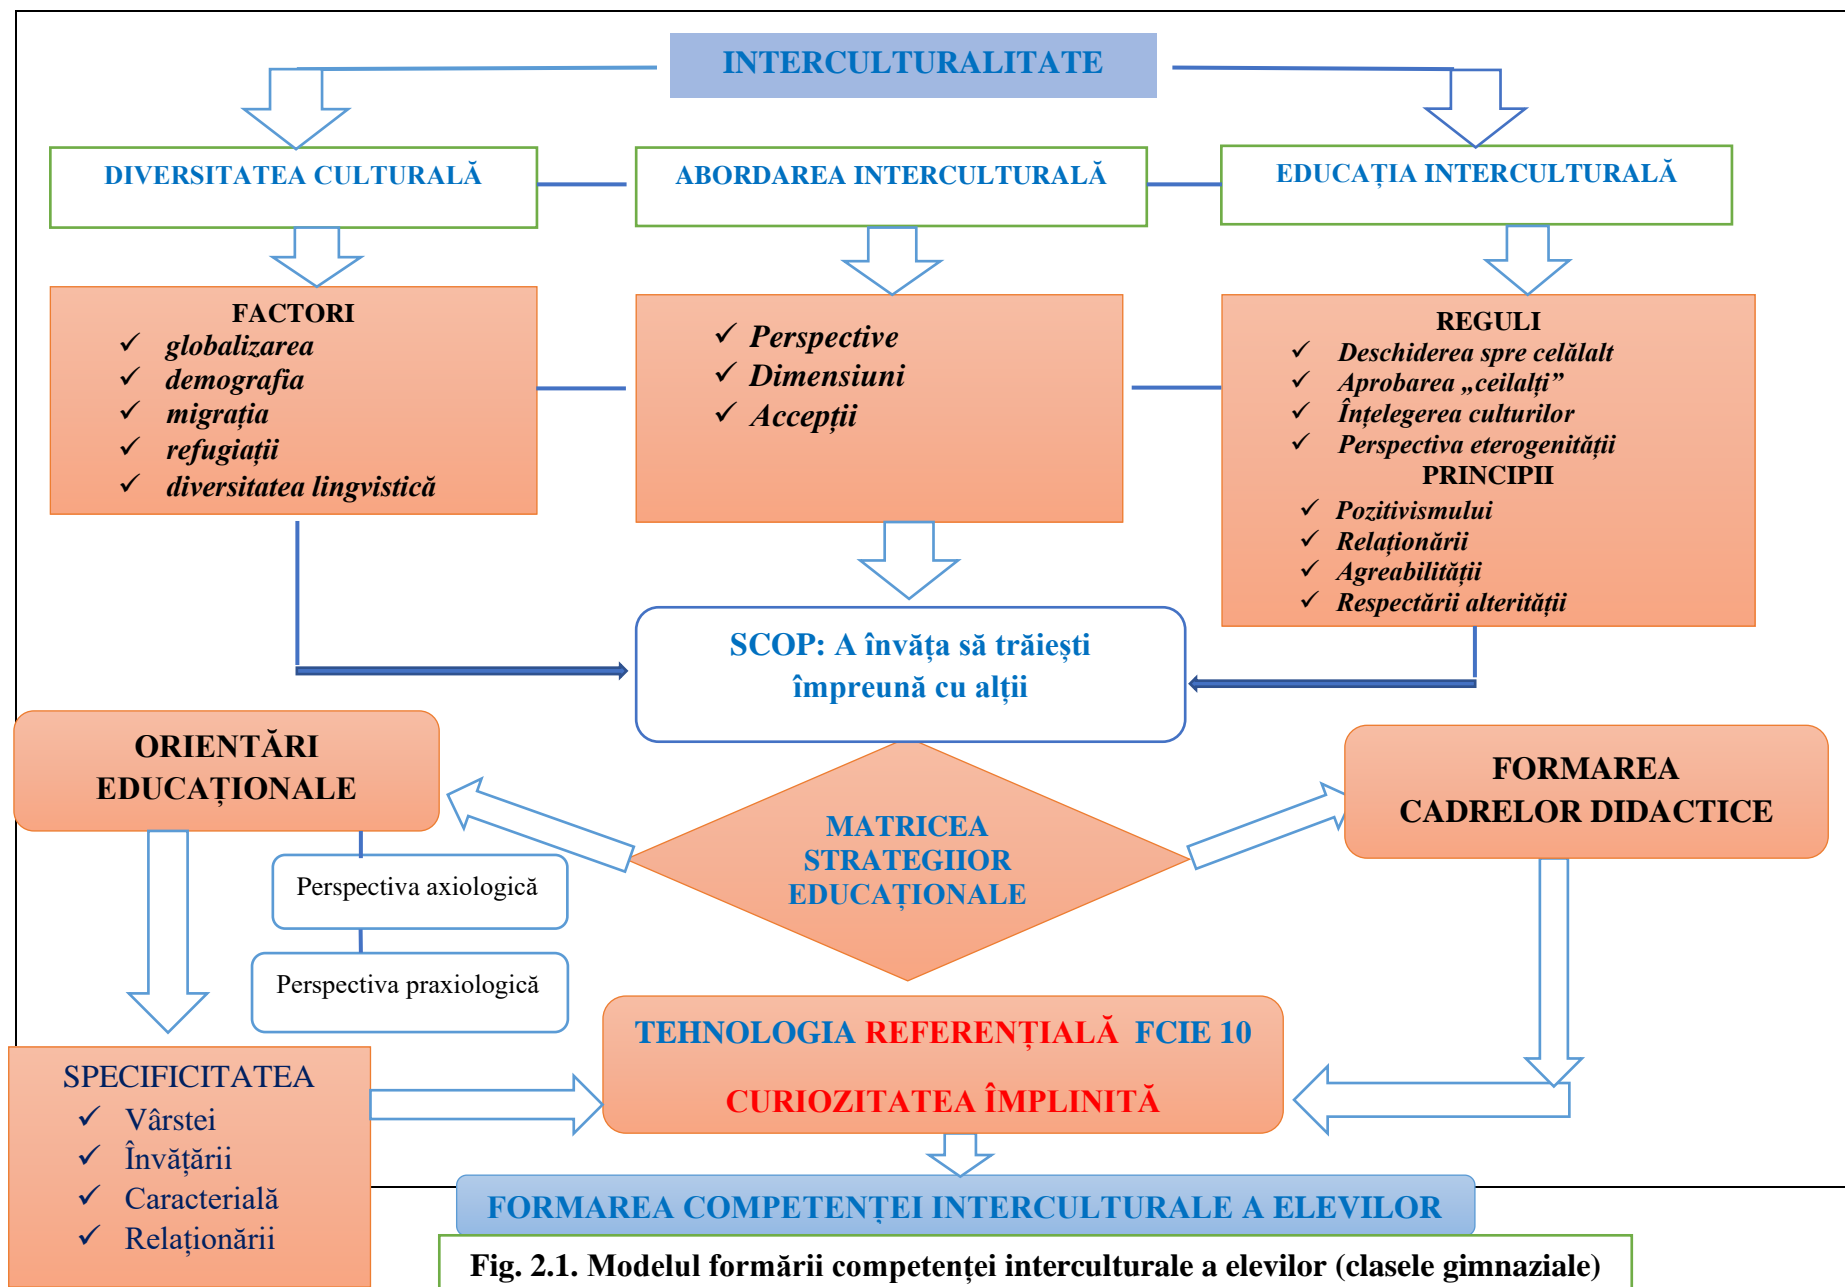 INTERCULTURALITATE
DIVERSITATEA CULTURALĂ
ABORDAREA INTERCULTURALĂ
EDUCAȚIA INTERCULTURALĂ
FACTORI
✓ globalizarea
✓ demografia
✓ migrația
✓ refugiații
✓ diversitatea lingvistică
✓ Perspective
✓ Dimensiuni
✓ Accepții
REGULI
✓ Deschiderea spre celălalt
✓ Aprobarea „ceilalți”
✓ Înțelegerea culturilor
✓ Perspectiva eterogenității
PRINCIPII
✓ Pozitivismului
✓ Relaționării
✓ Agreabilității
✓ Respectării alterității
SCOP: A învăța să trăiești
împreună cu alții
ORIENTĂRI
EDUCAȚIONALE
MATRICEA
STRATEGIIOR
EDUCAȚIONALE
FORMAREA
CADRELOR DIDACTICE
Perspectiva axiologică
Perspectiva praxiologică
SPECIFICITATEA
✓ Vârstei
✓ Învățării
✓ Caracterială
✓ Relaționării
TEHNOLOGIA REFERENȚIALĂ FCIE 10
CURIOZITATEA ÎMPLINITĂ
FORMAREA COMPETENȚEI INTERCULTURALE A ELEVILOR
Fig. 2.1. Modelul formării competenței interculturale a elevilor (clasele gimnaziale)